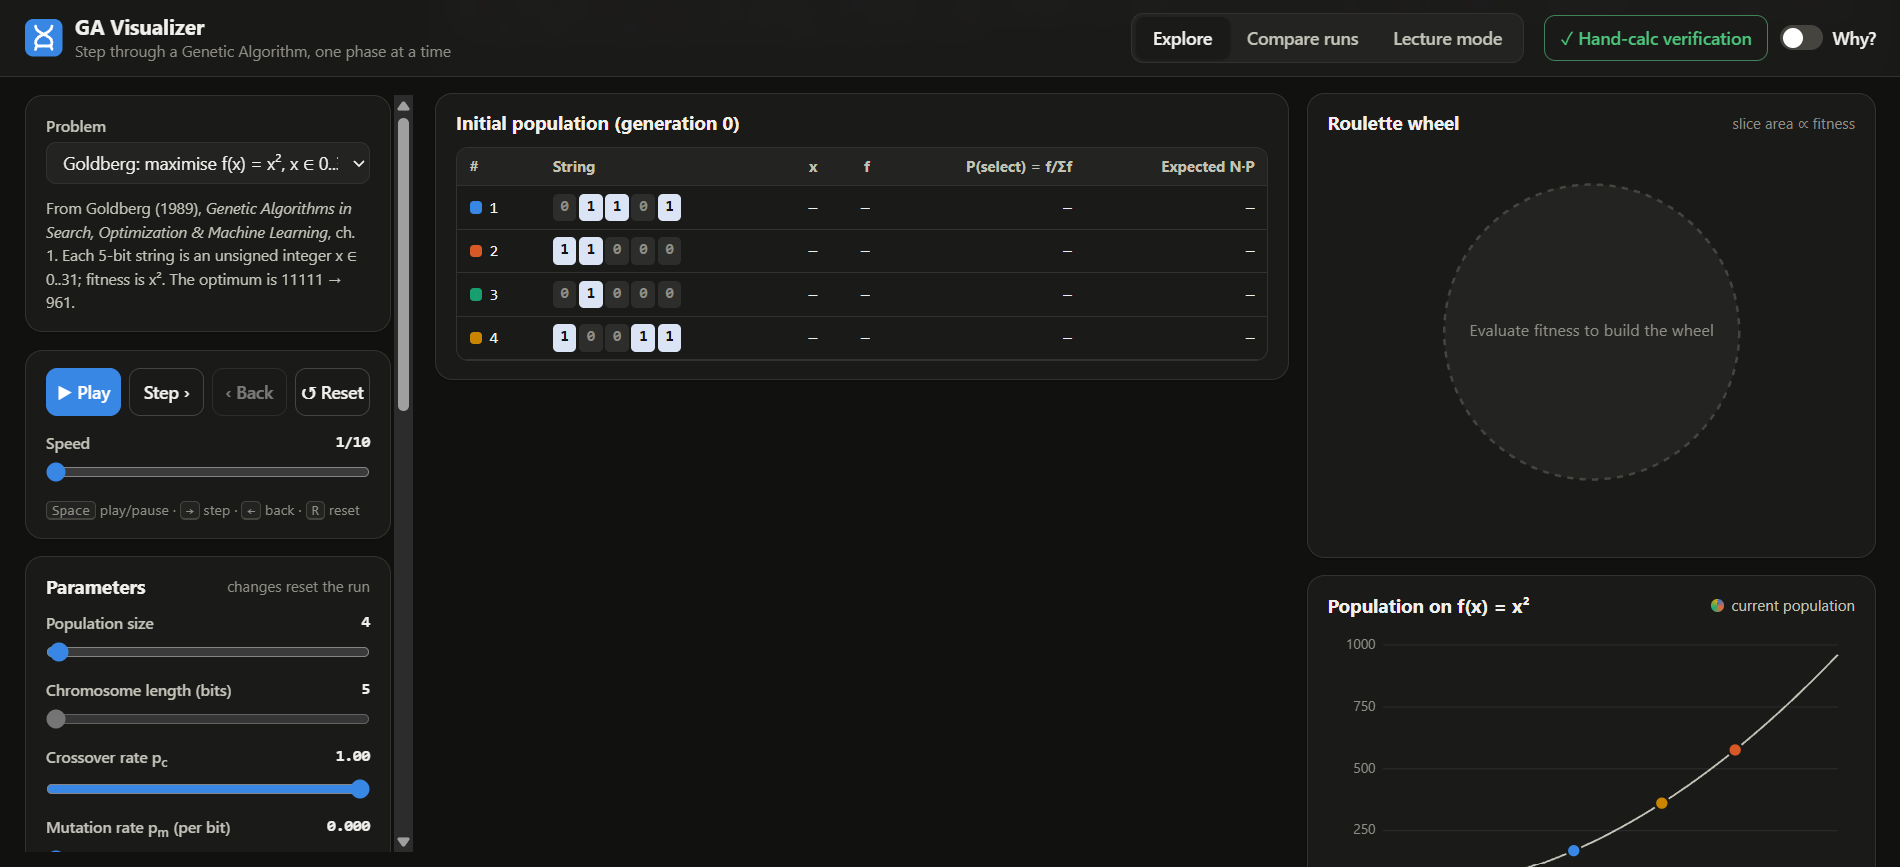 GA Visualizer
Step through a Genetic Algorithm, one phase at a time
Explore
Compare runs
Lecture mode
✓ Hand-calc verification
Why?
Problem
Goldberg: maximise f(x) = x², x ∈ 0..
From Goldberg (1989), Genetic Algorithms in
Search, Optimization & Machine Learning, ch.
1. Each 5-bit string is an unsigned integer x ∈
0..31; fitness is x². The optimum is 11111 →
961.
▶ Play
Step ›
‹ Back
↺ Reset
Speed 1/10
Space play/pause · → step · ← back · R reset
Parameters changes reset the run
Population size 4
Chromosome length (bits) 5
Crossover rate pc 1.00
Mutation rate pm (per bit) 0.000
Initial population (generation 0)
# String x f P(select) = f/Σf Expected N·P
1 0 1 1 0 1 – – – –
2 1 1 0 0 0 – – – –
3 0 1 0 0 0 – – – –
4 1 0 0 1 1 – – – –
Roulette wheel slice area ∝ fitness
Evaluate fitness to build the wheel
Population on f(x) = x² current population
1000
750
500
250